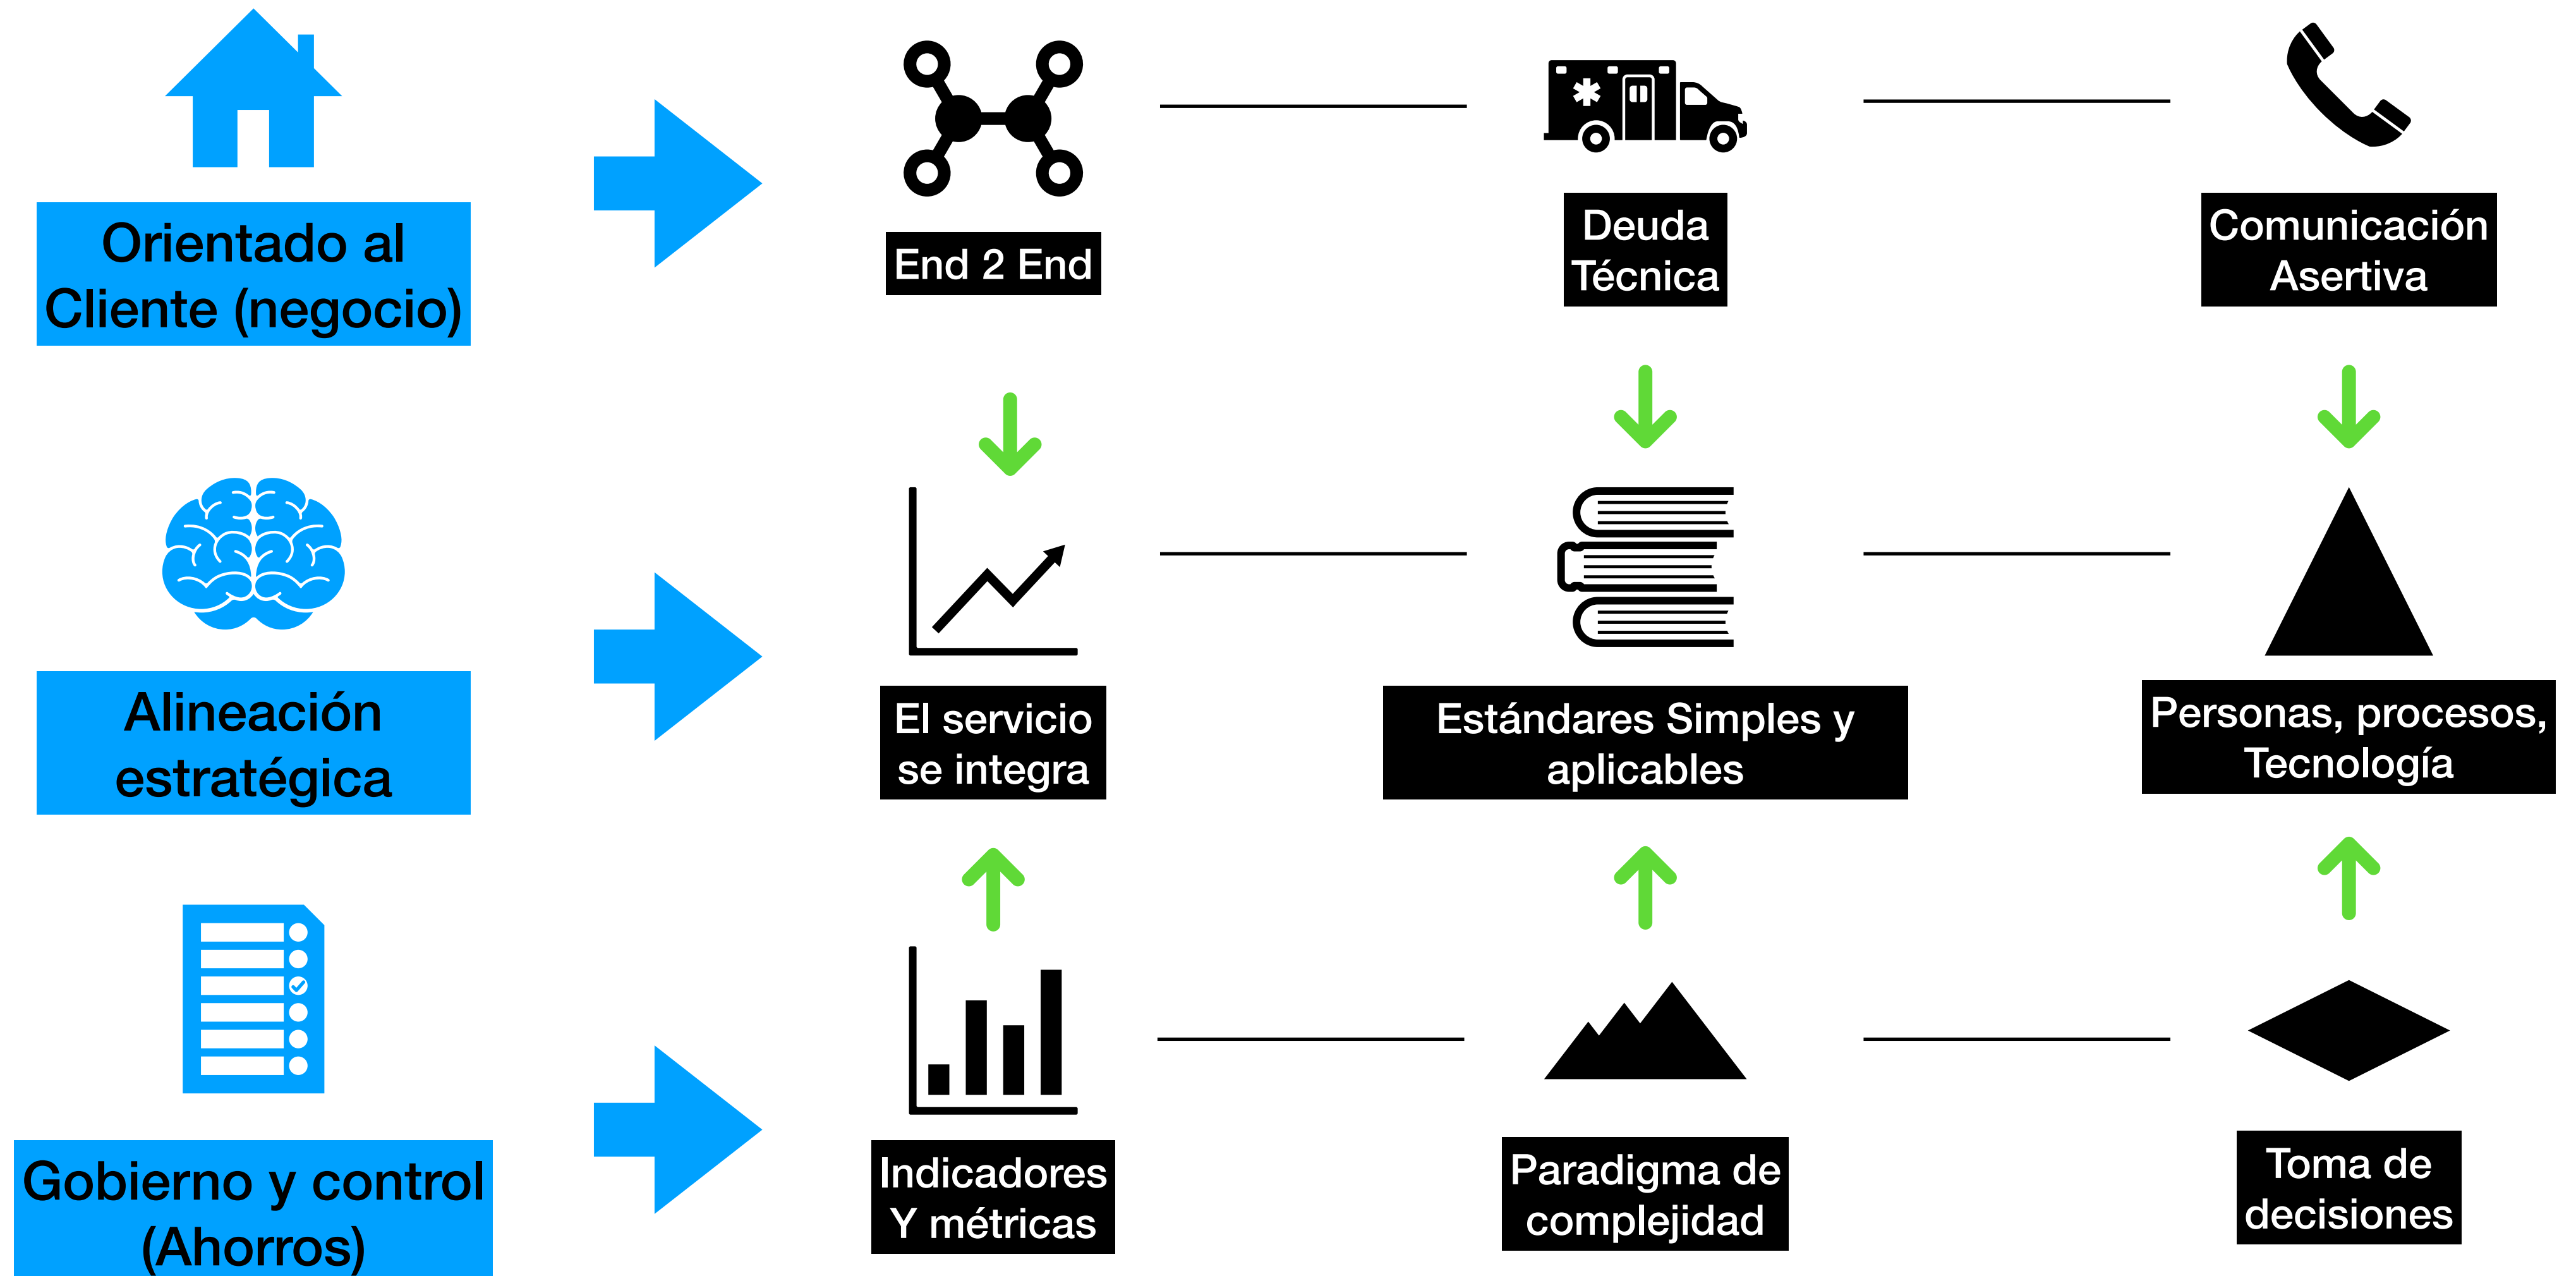 Orientado al
Cliente (negocio)
End 2 End
Deuda
Técnica
Comunicación
Asertiva
Alineación
estratégica
El servicio
se integra
Estándares Simples y
aplicables
Personas, procesos,
Tecnología
Gobierno y control
(Ahorros)
Indicadores
Y métricas
Paradigma de
complejidad
Toma de
decisiones